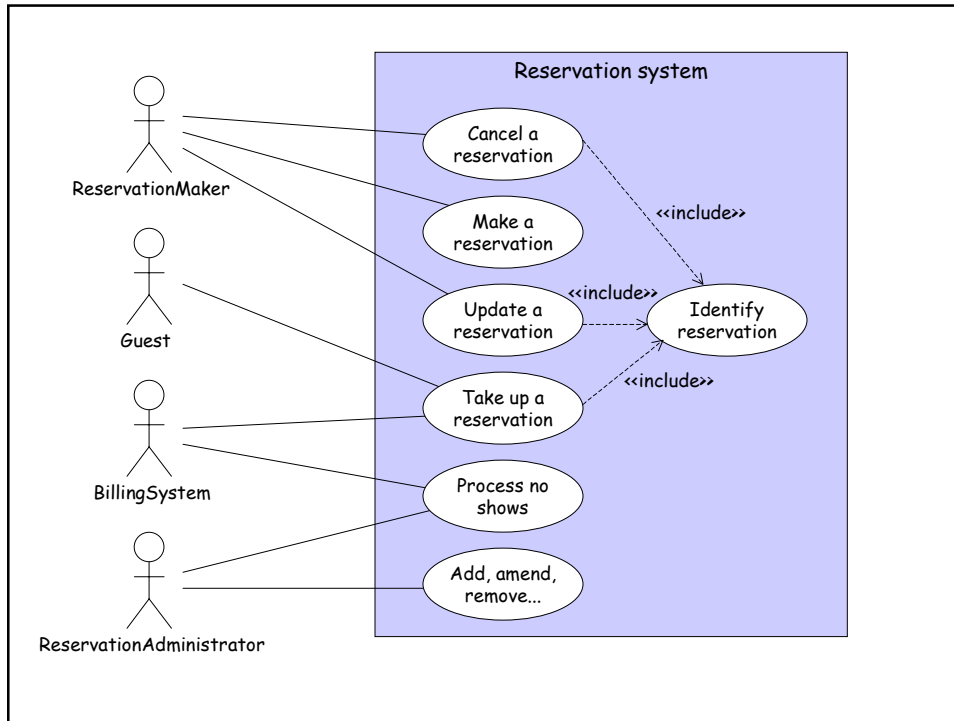 Reservation system
Cancel a
reservation
ReservationMaker
<<include>>
Make a
reservation
<<include>>
Update a
reservation
Identify
reservation
Guest
<<include>>
Take up a
reservation
BillingSystem
Process no
shows
Add, amend,
remove...
ReservationAdministrator